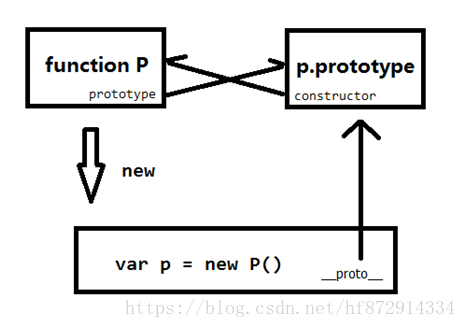 function P
prototype
p.prototype
constructor
new
var p = new P()
__proto__
https://blog.csdn.net/hf872914334